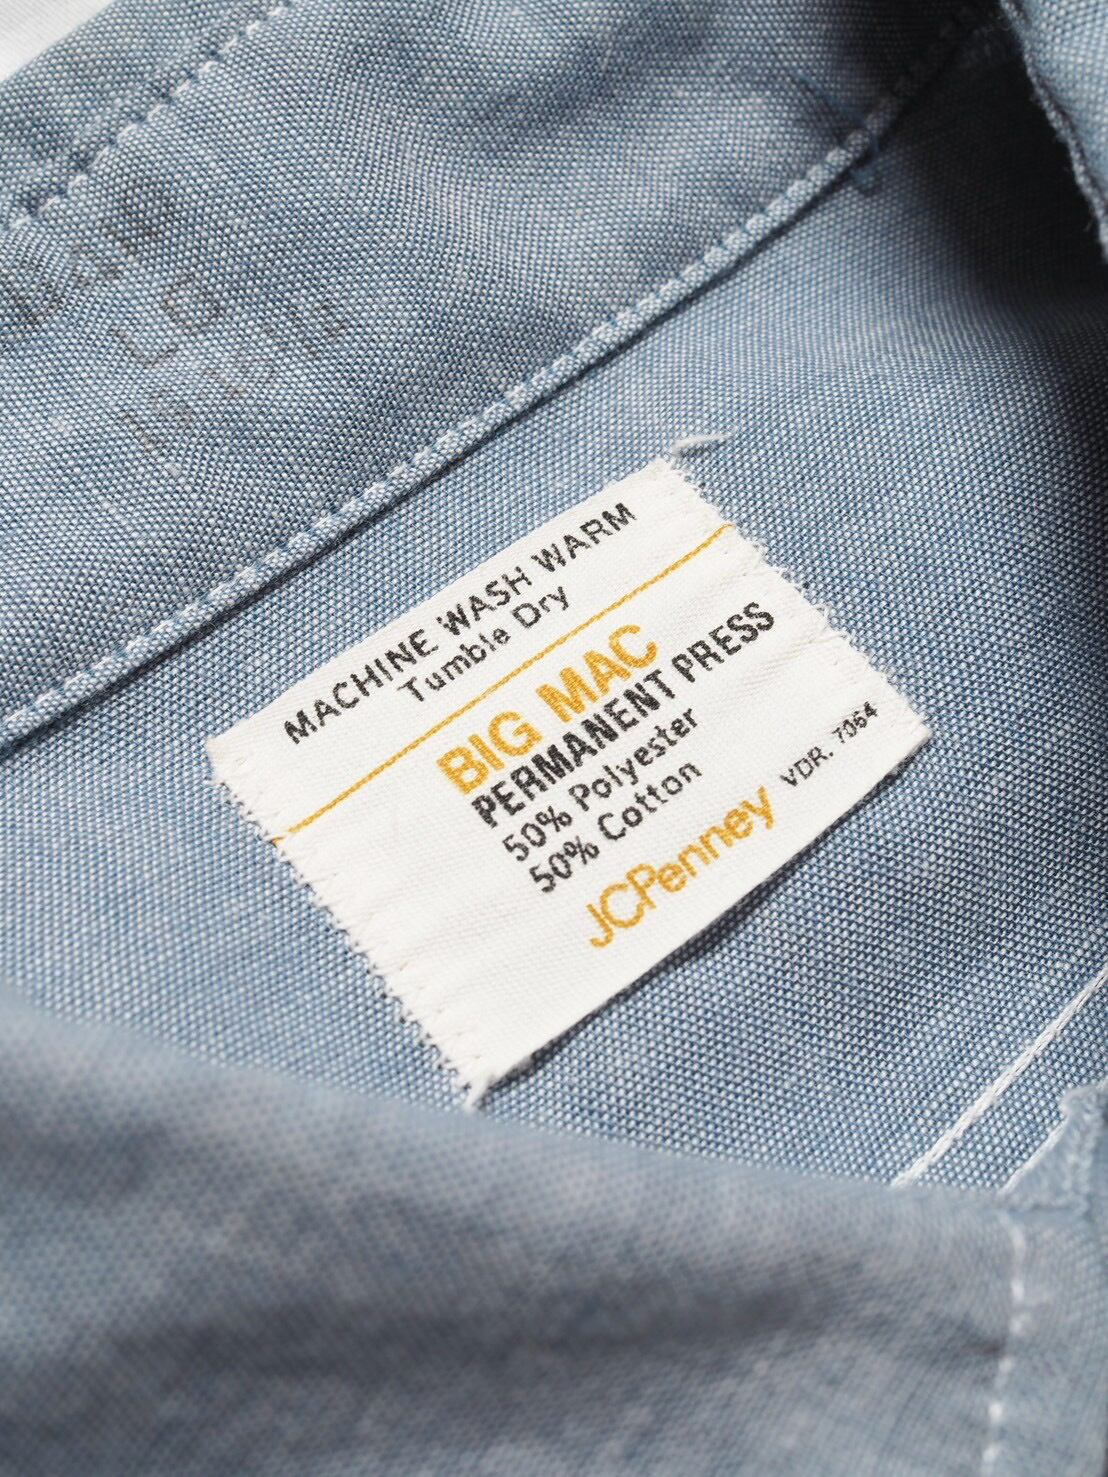 MACHINE WASH WARM
Tumble Dry
BIG MAC
PERMANENT PRESS
50% Polyester
50% Cotton
JCPenney VDR. 7064